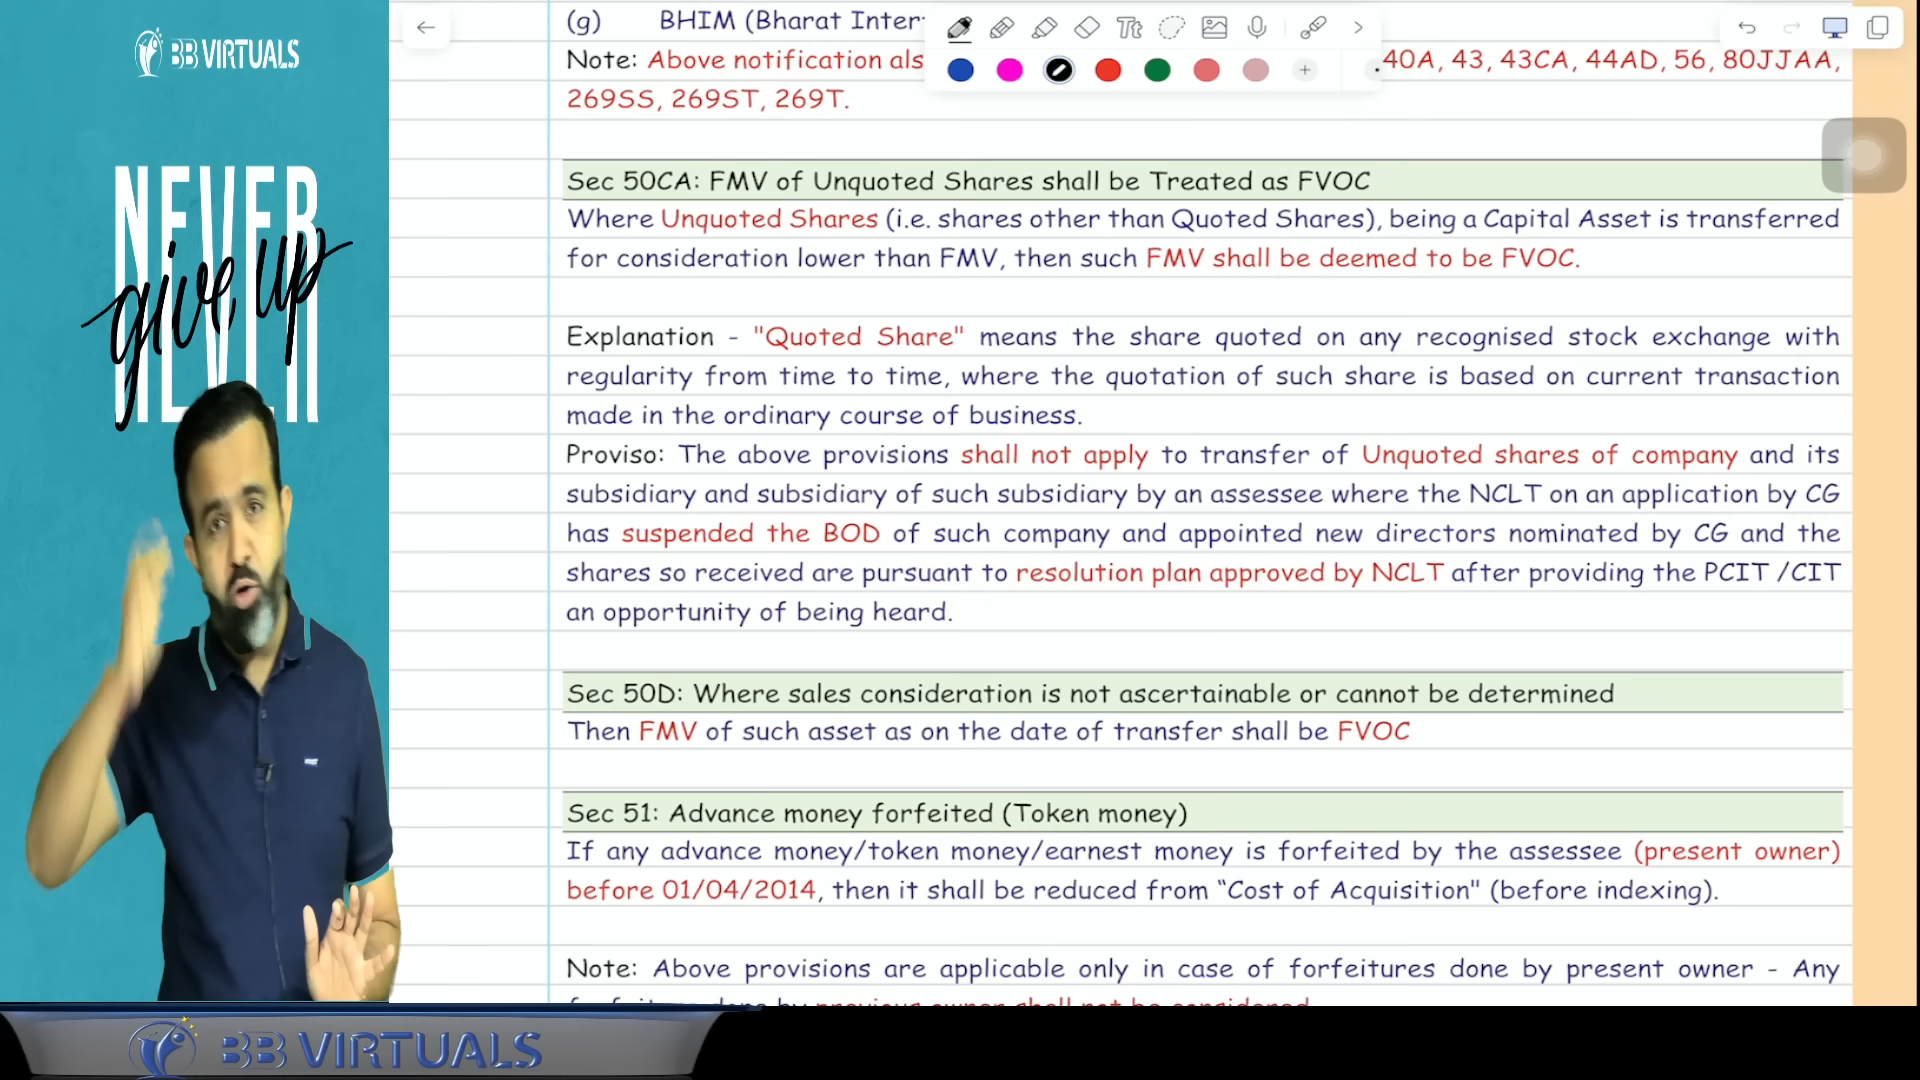 BB VIRTUALS
NEVER
give up
NEVER
(g) BHIM (Bharat Inter
Tt
Note: Above notification als 40A, 43, 43CA, 44AD, 56, 80JJAA,
269SS, 269ST, 269T.
Sec 50CA: FMV of Unquoted Shares shall be Treated as FVOC
Where Unquoted Shares (i.e. shares other than Quoted Shares), being a Capital Asset is transferred
for consideration lower than FMV, then such FMV shall be deemed to be FVOC.
Explanation - "Quoted Share" means the share quoted on any recognised stock exchange with
regularity from time to time, where the quotation of such share is based on current transaction
made in the ordinary course of business.
Proviso: The above provisions shall not apply to transfer of Unquoted shares of company and its
subsidiary and subsidiary of such subsidiary by an assessee where the NCLT on an application by CG
has suspended the BOD of such company and appointed new directors nominated by CG and the
shares so received are pursuant to resolution plan approved by NCLT after providing the PCIT /CIT
an opportunity of being heard.
Sec 50D: Where sales consideration is not ascertainable or cannot be determined
Then FMV of such asset as on the date of transfer shall be FVOC
Sec 51: Advance money forfeited (Token money)
If any advance money/token money/earnest money is forfeited by the assessee (present owner)
before 01/04/2014, then it shall be reduced from “Cost of Acquisition" (before indexing).
Note: Above provisions are applicable only in case of forfeitures done by present owner - Any
forfeiture done by previous owner shall not be considered
BB VIRTUALS